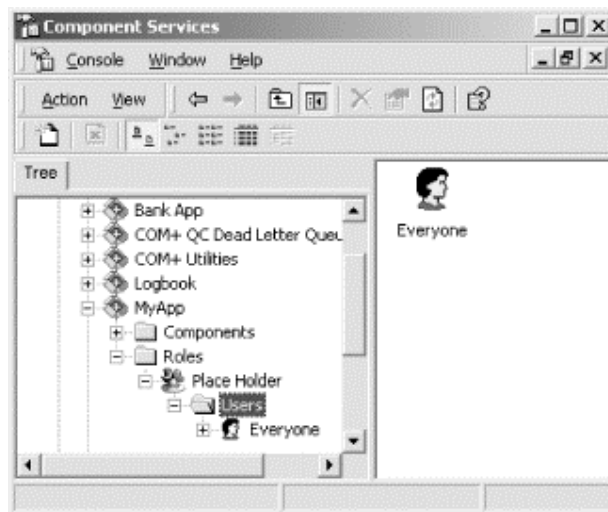 Component Services
Console Window Help
Action View
Tree
Bank App
COM+ QC Dead Letter Queu
COM+ Utilities
Logbook
MyApp
Components
Roles
Place Holder
Users
Everyone
Everyone